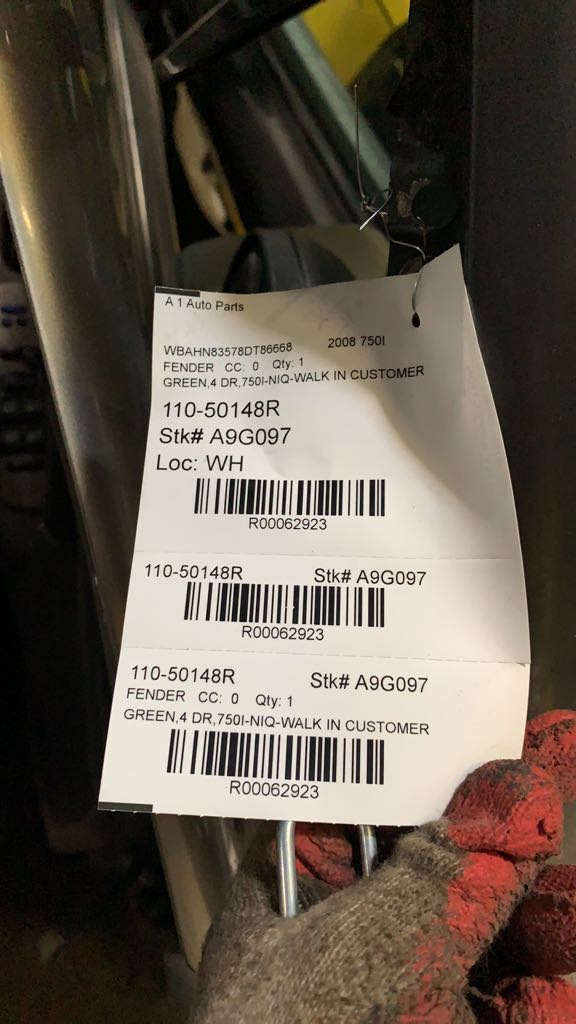 A 1 Auto Parts
WBAHN83578DT86668 2008 750I
FENDER CC: 0 Qty: 1
GREEN,4 DR,750I-NIQ-WALK IN CUSTOMER
110-50148R
Stk# A9G097
Loc: WH
R00062923
110-50148R Stk# A9G097
R00062923
110-50148R Stk# A9G097
FENDER CC: 0 Qty: 1
GREEN,4 DR,750I-NIQ-WALK IN CUSTOMER
R00062923